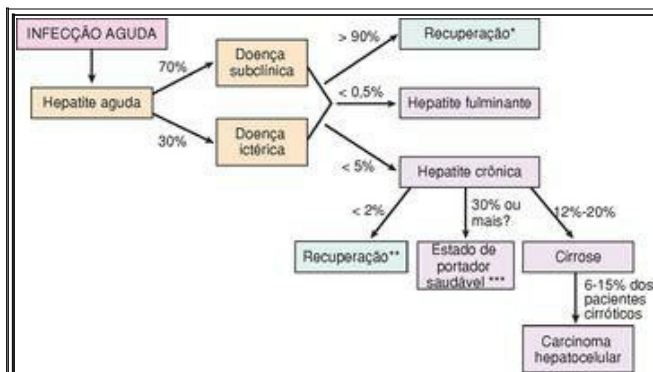 INFECÇÃO AGUDA
Hepatite aguda
70%
30%
Doença
subclínica
Doença
ictérica
> 90%
Recuperação*
< 0,5%
Hepatite fulminante
< 5%
Hepatite crônica
< 2%
30% ou
mais?
12%-20%
Recuperação**
Estado de
portador
saudável ***
Cirrose
6-15% dos
pacientes
cirróticos
Carcinoma
hepatocelular